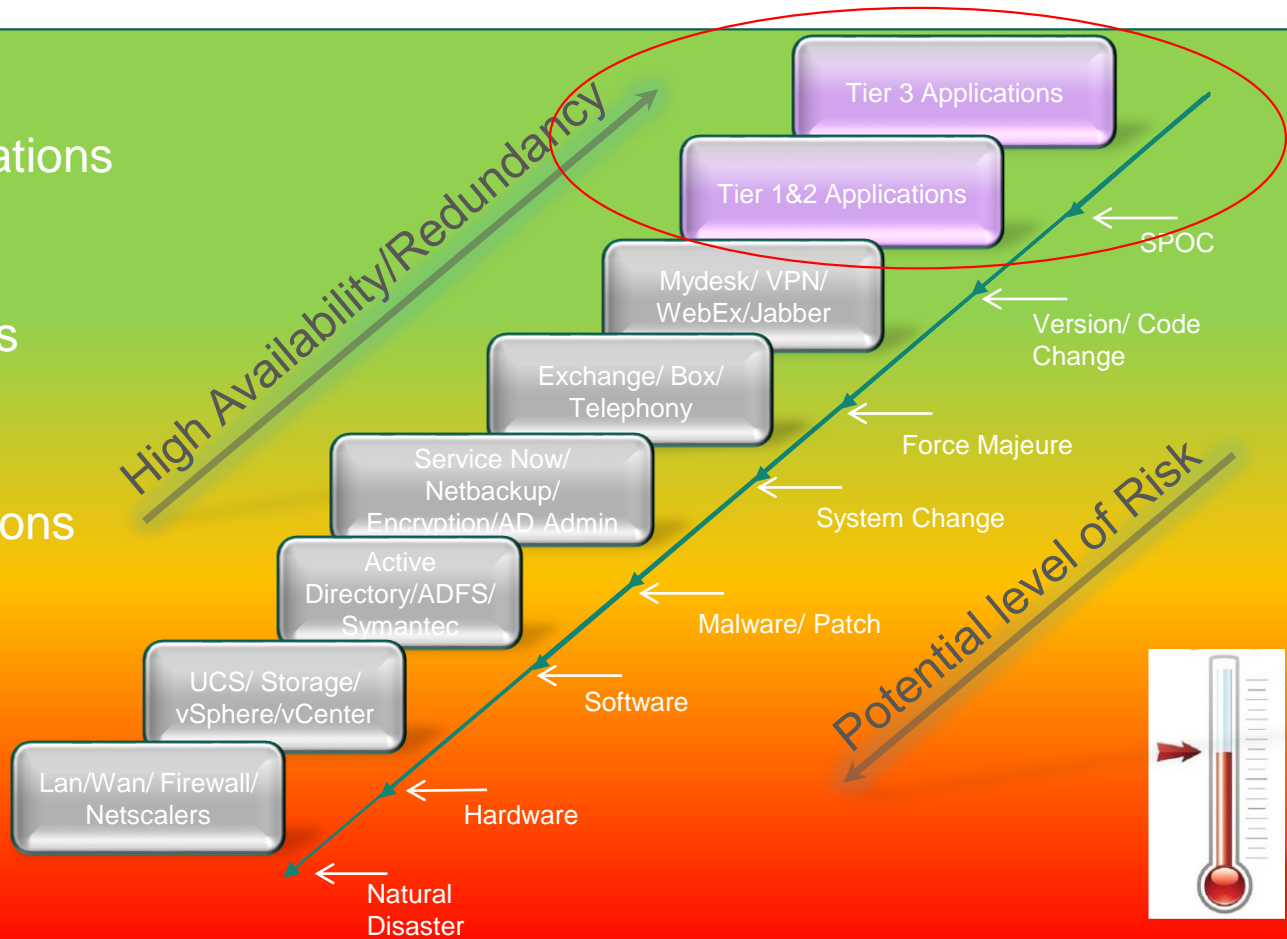 Tier 3 Applications
ations
Tier 1&2 Applications
SPOC
High Availability/Redundancy
Mydesk/ VPN/
WebEx/Jabber
Version/ Code
Change
s
Exchange/ Box/
Telephony
Force Majeure
Service Now/
Netbackup/
Encryption/AD Admin
System Change
ons
Active
Directory/ADFS/
Symantec
Malware/ Patch
Potential level of Risk
UCS/ Storage/
vSphere/vCenter
Software
Lan/Wan/ Firewall/
Netscalers
Hardware
Natural
Disaster